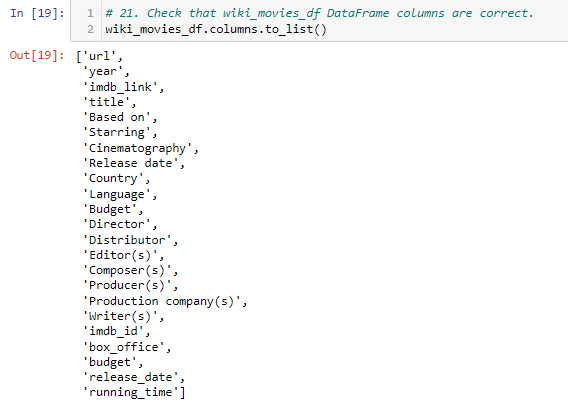 In [19]: 1 # 21. Check that wiki_movies_df DataFrame columns are correct.
2 wiki_movies_df.columns.to_list()
Out[19]: ['url',
'year',
'imdb_link',
'title',
'Based on',
'Starring',
'Cinematography',
'Release date',
'Country',
'Language',
'Budget',
'Director',
'Distributor',
'Editor(s)',
'Composer(s)',
'Producer(s)',
'Production company(s)',
'Writer(s)',
'imdb_id',
'box_office',
'budget',
'release_date',
'running_time']